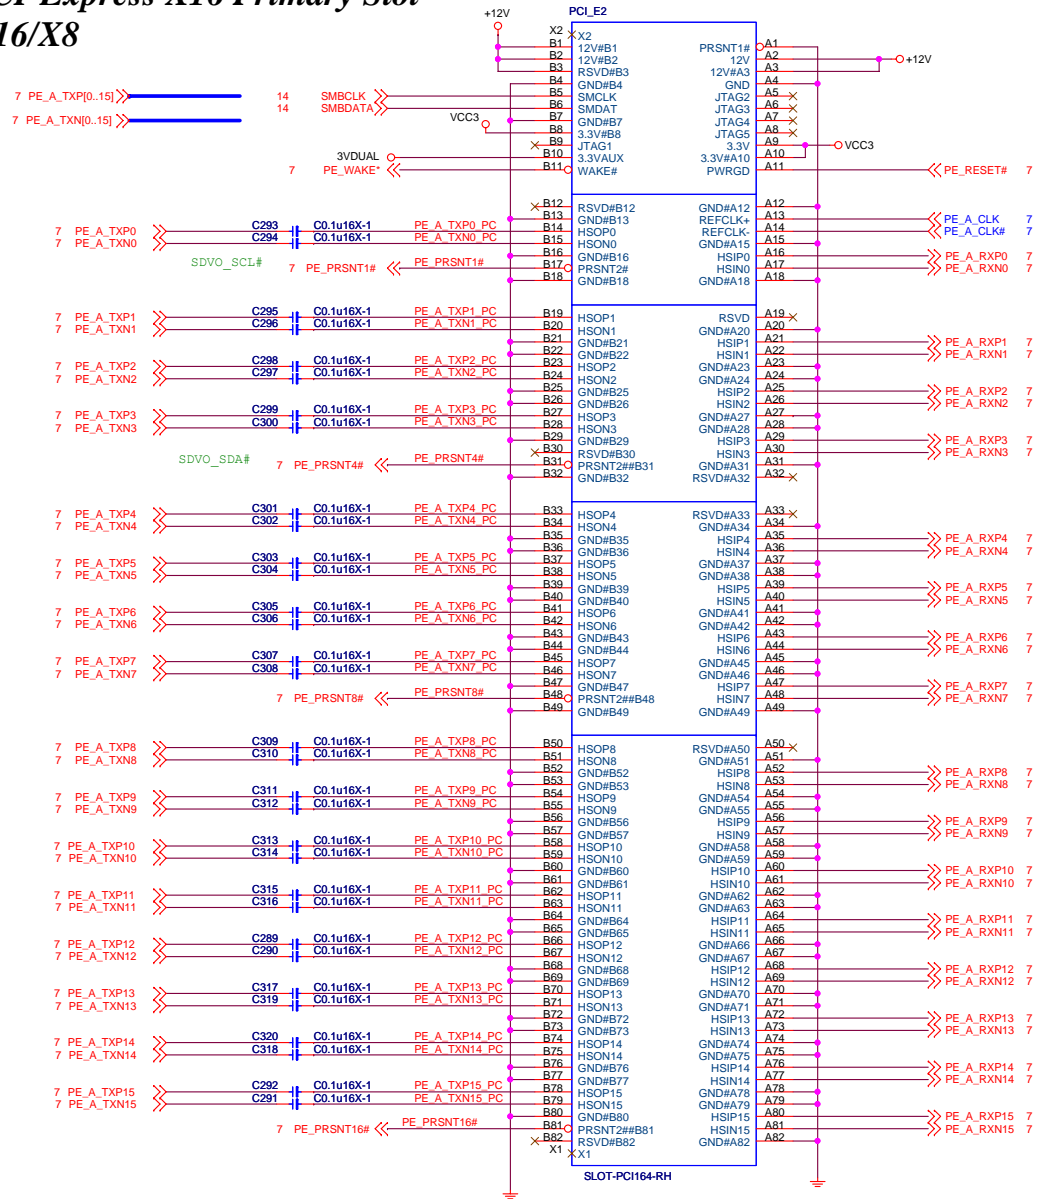 CI Express X16 Primary Slot
16/X8
+12V
PCI_E2
7 PE_A_TXP[0..15]
7 PE_A_TXN[0..15]
14 SMBCLK
14 SMBDATA
VCC3
3VDUAL
7 PE_WAKE*
X2 X2
B1 12V#B1 PRSNT1# A1
B2 12V#B2 12V A2 +12V
B3 RSVD#B3 12V#A3 A3
B4 GND#B4 GND A4
B5 SMCLK JTAG2 A5
B6 SMDAT JTAG3 A6
B7 GND#B7 JTAG4 A7
B8 3.3V#B8 JTAG5 A8
B9 JTAG1 3.3V A9 VCC3
B10 3.3VAUX 3.3V#A10 A10
B11 WAKE# PWRGD A11 PE_RESET# 7
B12 RSVD#B12 GND#A12 A12
B13 GND#B13 REFCLK+ A13 PE_A_CLK 7
7 PE_A_TXP0 C293 C0.1u16X-1 PE_A_TXP0_PC B14 HSOP0 REFCLK- A14 PE_A_CLK# 7
7 PE_A_TXN0 C294 C0.1u16X-1 PE_A_TXN0_PC B15 HSON0 GND#A15 A15
B16 GND#B16 HSIP0 A16 PE_A_RXP0 7
SDVO_SCL# 7 PE_PRSNT1# PE_PRSNT1# B17 PRSNT2# HSIN0 A17 PE_A_RXN0 7
B18 GND#B18 GND#A18 A18
7 PE_A_TXP1 C295 C0.1u16X-1 PE_A_TXP1_PC B19 HSOP1 RSVD A19
7 PE_A_TXN1 C296 C0.1u16X-1 PE_A_TXN1_PC B20 HSON1 GND#A20 A20
B21 GND#B21 HSIP1 A21 PE_A_RXP1 7
B22 GND#B22 HSIN1 A22 PE_A_RXN1 7
7 PE_A_TXP2 C298 C0.1u16X-1 PE_A_TXP2_PC B23 HSOP2 GND#A23 A23
7 PE_A_TXN2 C297 C0.1u16X-1 PE_A_TXN2_PC B24 HSON2 GND#A24 A24
B25 GND#B25 HSIP2 A25 PE_A_RXP2 7
B26 GND#B26 HSIN2 A26 PE_A_RXN2 7
7 PE_A_TXP3 C299 C0.1u16X-1 PE_A_TXP3_PC B27 HSOP3 GND#A27 A27
7 PE_A_TXN3 C300 C0.1u16X-1 PE_A_TXN3_PC B28 HSON3 GND#A28 A28
B29 GND#B29 HSIP3 A29 PE_A_RXP3 7
B30 RSVD#B30 HSIN3 A30 PE_A_RXN3 7
SDVO_SDA# 7 PE_PRSNT4# PE_PRSNT4# B31 PRSNT2##B31 GND#A31 A31
B32 GND#B32 RSVD#A32 A32
7 PE_A_TXP4 C301 C0.1u16X-1 PE_A_TXP4_PC B33 HSOP4 RSVD#A33 A33
7 PE_A_TXN4 C302 C0.1u16X-1 PE_A_TXN4_PC B34 HSON4 GND#A34 A34
B35 GND#B35 HSIP4 A35 PE_A_RXP4 7
B36 GND#B36 HSIN4 A36 PE_A_RXN4 7
7 PE_A_TXP5 C303 C0.1u16X-1 PE_A_TXP5_PC B37 HSOP5 GND#A37 A37
7 PE_A_TXN5 C304 C0.1u16X-1 PE_A_TXN5_PC B38 HSON5 GND#A38 A38
B39 GND#B39 HSIP5 A39 PE_A_RXP5 7
B40 GND#B40 HSIN5 A40 PE_A_RXN5 7
7 PE_A_TXP6 C305 C0.1u16X-1 PE_A_TXP6_PC B41 HSOP6 GND#A41 A41
7 PE_A_TXN6 C306 C0.1u16X-1 PE_A_TXN6_PC B42 HSON6 GND#A42 A42
B43 GND#B43 HSIP6 A43 PE_A_RXP6 7
B44 GND#B44 HSIN6 A44 PE_A_RXN6 7
7 PE_A_TXP7 C307 C0.1u16X-1 PE_A_TXP7_PC B45 HSOP7 GND#A45 A45
7 PE_A_TXN7 C308 C0.1u16X-1 PE_A_TXN7_PC B46 HSON7 GND#A46 A46
B47 GND#B47 HSIP7 A47 PE_A_RXP7 7
7 PE_PRSNT8# PE_PRSNT8# B48 PRSNT2##B48 HSIN7 A48 PE_A_RXN7 7
B49 GND#B49 GND#A49 A49
7 PE_A_TXP8 C309 C0.1u16X-1 PE_A_TXP8_PC B50 HSOP8 RSVD#A50 A50
7 PE_A_TXN8 C310 C0.1u16X-1 PE_A_TXN8_PC B51 HSON8 GND#A51 A51
B52 GND#B52 HSIP8 A52 PE_A_RXP8 7
B53 GND#B53 HSIN8 A53 PE_A_RXN8 7
7 PE_A_TXP9 C311 C0.1u16X-1 PE_A_TXP9_PC B54 HSOP9 GND#A54 A54
7 PE_A_TXN9 C312 C0.1u16X-1 PE_A_TXN9_PC B55 HSON9 GND#A55 A55
B56 GND#B56 HSIP9 A56 PE_A_RXP9 7
B57 GND#B57 HSIN9 A57 PE_A_RXN9 7
7 PE_A_TXP10 C313 C0.1u16X-1 PE_A_TXP10_PC B58 HSOP10 GND#A58 A58
7 PE_A_TXN10 C314 C0.1u16X-1 PE_A_TXN10_PC B59 HSON10 GND#A59 A59
B60 GND#B60 HSIP10 A60 PE_A_RXP10 7
B61 GND#B61 HSIN10 A61 PE_A_RXN10 7
7 PE_A_TXP11 C315 C0.1u16X-1 PE_A_TXP11_PC B62 HSOP11 GND#A62 A62
7 PE_A_TXN11 C316 C0.1u16X-1 PE_A_TXN11_PC B63 HSON11 GND#A63 A63
B64 GND#B64 HSIP11 A64 PE_A_RXP11 7
B65 GND#B65 HSIN11 A65 PE_A_RXN11 7
7 PE_A_TXP12 C289 C0.1u16X-1 PE_A_TXP12_PC B66 HSOP12 GND#A66 A66
7 PE_A_TXN12 C290 C0.1u16X-1 PE_A_TXN12_PC B67 HSON12 GND#A67 A67
B68 GND#B68 HSIP12 A68 PE_A_RXP12 7
B69 GND#B69 HSIN12 A69 PE_A_RXN12 7
7 PE_A_TXP13 C317 C0.1u16X-1 PE_A_TXP13_PC B70 HSOP13 GND#A70 A70
7 PE_A_TXN13 C319 C0.1u16X-1 PE_A_TXN13_PC B71 HSON13 GND#A71 A71
B72 GND#B72 HSIP13 A72 PE_A_RXP13 7
B73 GND#B73 HSIN13 A73 PE_A_RXN13 7
7 PE_A_TXP14 C320 C0.1u16X-1 PE_A_TXP14_PC B74 HSOP14 GND#A74 A74
7 PE_A_TXN14 C318 C0.1u16X-1 PE_A_TXN14_PC B75 HSON14 GND#A75 A75
B76 GND#B76 HSIP14 A76 PE_A_RXP14 7
B77 GND#B77 HSIN14 A77 PE_A_RXN14 7
7 PE_A_TXP15 C292 C0.1u16X-1 PE_A_TXP15_PC B78 HSOP15 GND#A78 A78
7 PE_A_TXN15 C291 C0.1u16X-1 PE_A_TXN15_PC B79 HSON15 GND#A79 A79
B80 GND#B80 HSIP15 A80 PE_A_RXP15 7
7 PE_PRSNT16# PE_PRSNT16# B81 PRSNT2##B81 HSIN15 A81 PE_A_RXN15 7
B82 RSVD#B82 GND#A82 A82
X1 X1
SLOT-PCI164-RH